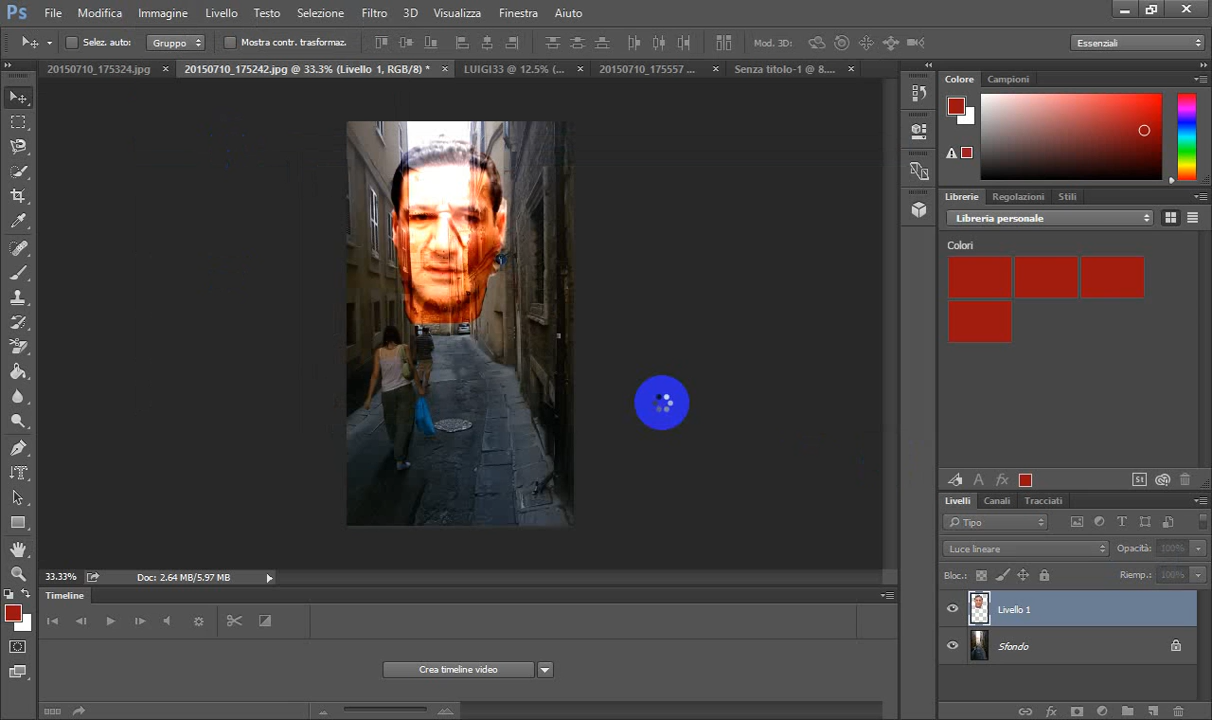 Ps File Modifica Immagine Livello Testo Selezione Filtro 3D Visualizza Finestra Aiuto
Selez. auto: Gruppo Mostra contr. trasformaz. Mod. 3D: Essenziali
20150710_175324.jpg × 20150710_175242.jpg @ 33.3% (Livello 1, RGB/8) * × LUIGI33 @ 12.5% (... × 20150710_175557 ... × Senza titolo-1 @ 8.... ×
Colore Campioni
Librerie Regolazioni Stili
Libreria personale
Colori
Livelli Canali Tracciati
Tipo
Luce lineare Opacità: 100%
Bloc.: Riemp.: 100%
Livello 1
Sfondo
33.33% Doc: 2.64 MB/5.97 MB
Timeline
Crea timeline video